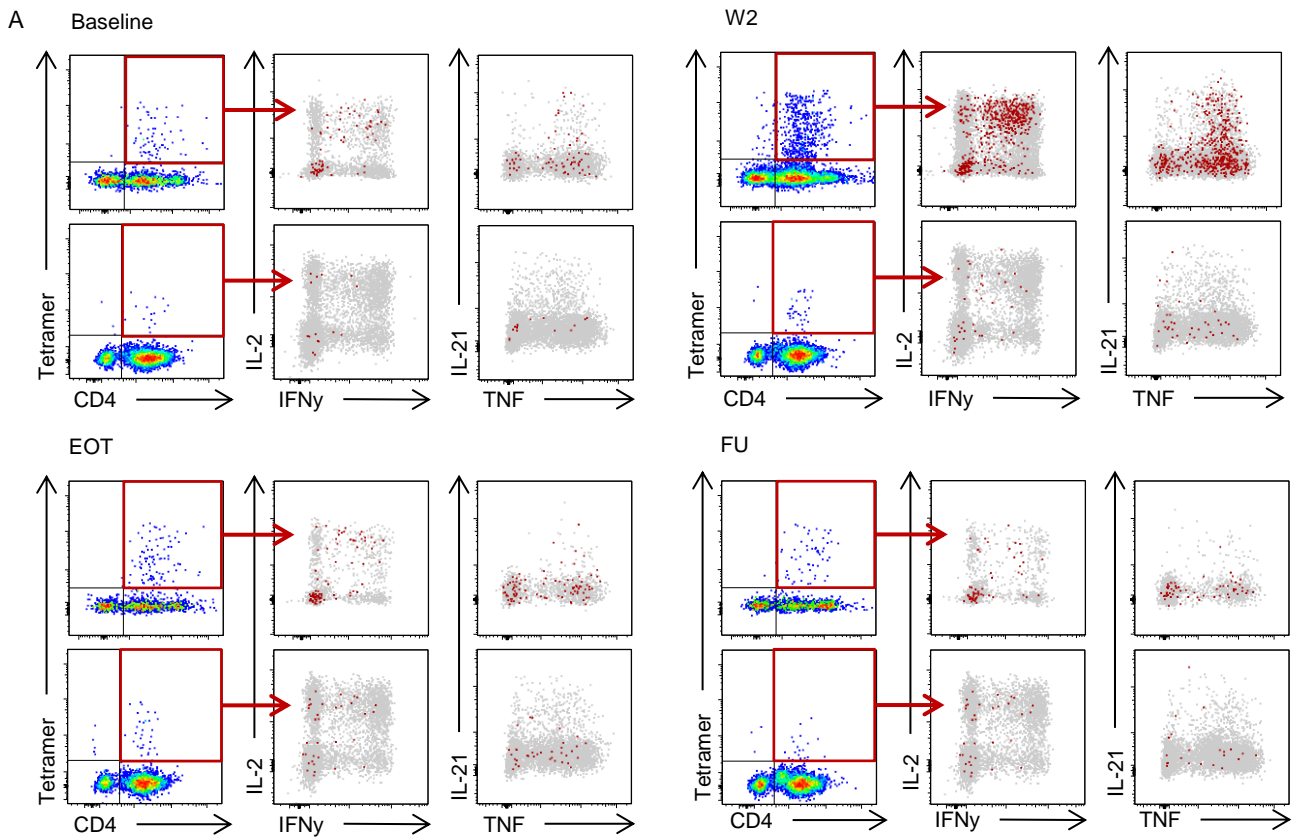 A
Baseline
W2
Tetramer
IL-2
IL-21
Tetramer
IL-2
IL-21
CD4
IFNy
TNF
CD4
IFNy
TNF
EOT
FU
Tetramer
IL-2
IL-21
Tetramer
IL-2
IL-21
CD4
IFNy
TNF
CD4
IFNy
TNF